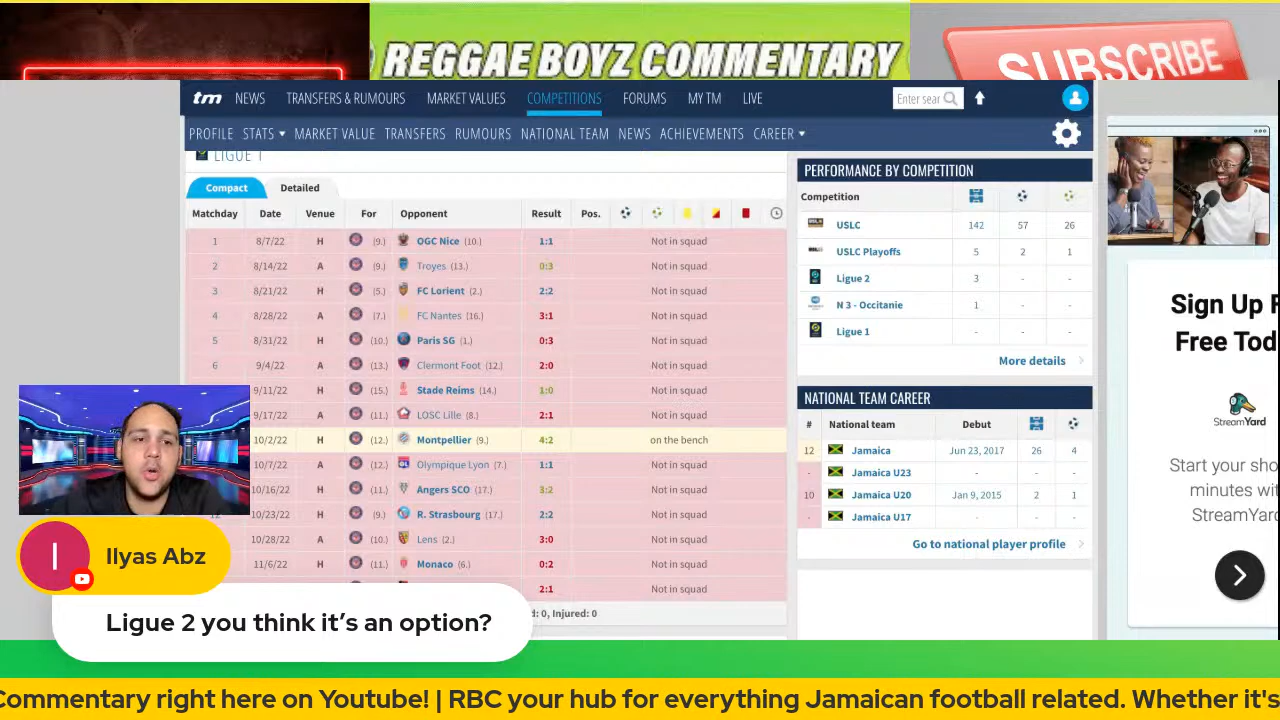 REGGAE BOYZ COMMENTARY
SUBSCRIBE
tm NEWS TRANSFERS & RUMOURS MARKET VALUES COMPETITIONS FORUMS MY TM LIVE Enter sear
PROFILE STATS MARKET VALUE TRANSFERS RUMOURS NATIONAL TEAM NEWS ACHIEVEMENTS CAREER
LIGUE 1
Compact Detailed
Matchday Date Venue For Opponent Result Pos.
1 8/7/22 H (9.) OGC Nice (10.) 1:1 Not in squad
2 8/14/22 A (9.) Troyes (13.) 0:3 Not in squad
3 8/21/22 H (5.) FC Lorient (2.) 2:2 Not in squad
4 8/28/22 A (7.) FC Nantes (16.) 3:1 Not in squad
5 8/31/22 H (10.) Paris SG (1.) 0:3 Not in squad
6 9/4/22 A (13.) Clermont Foot (12.) 2:0 Not in squad
9/11/22 H (15.) Stade Reims (14.) 1:0 Not in squad
9/17/22 A (11.) LOSC Lille (8.) 2:1 Not in squad
10/2/22 H (12.) Montpellier (9.) 4:2 on the bench
10/7/22 A (12.) Olympique Lyon (7.) 1:1 Not in squad
10/16/22 H (11.) Angers SCO (17.) 3:2 Not in squad
10/23/22 H (9.) R. Strasbourg (17.) 2:2 Not in squad
10/28/22 A (10.) Lens (2.) 3:0 Not in squad
11/6/22 H (11.) Monaco (6.) 0:2 Not in squad
2:1 Not in squad
d: 0, Injured: 0
PERFORMANCE BY COMPETITION
Competition
USLC 142 57 26
USLC Playoffs 5 2 1
Ligue 2 3 - -
N 3 - Occitanie 1 - -
Ligue 1 - - -
More details
NATIONAL TEAM CAREER
# National team Debut
12 Jamaica Jun 23, 2017 26 4
- Jamaica U23 - - -
10 Jamaica U20 Jan 9, 2015 2 1
- Jamaica U17 - - -
Go to national player profile
Sign Up F
Free Tod
StreamYard
Start your sho
minutes wit
StreamYar
I
Ilyas Abz
Ligue 2 you think it's an option?
Commentary right here on Youtube! | RBC your hub for everything Jamaican football related. Whether it's